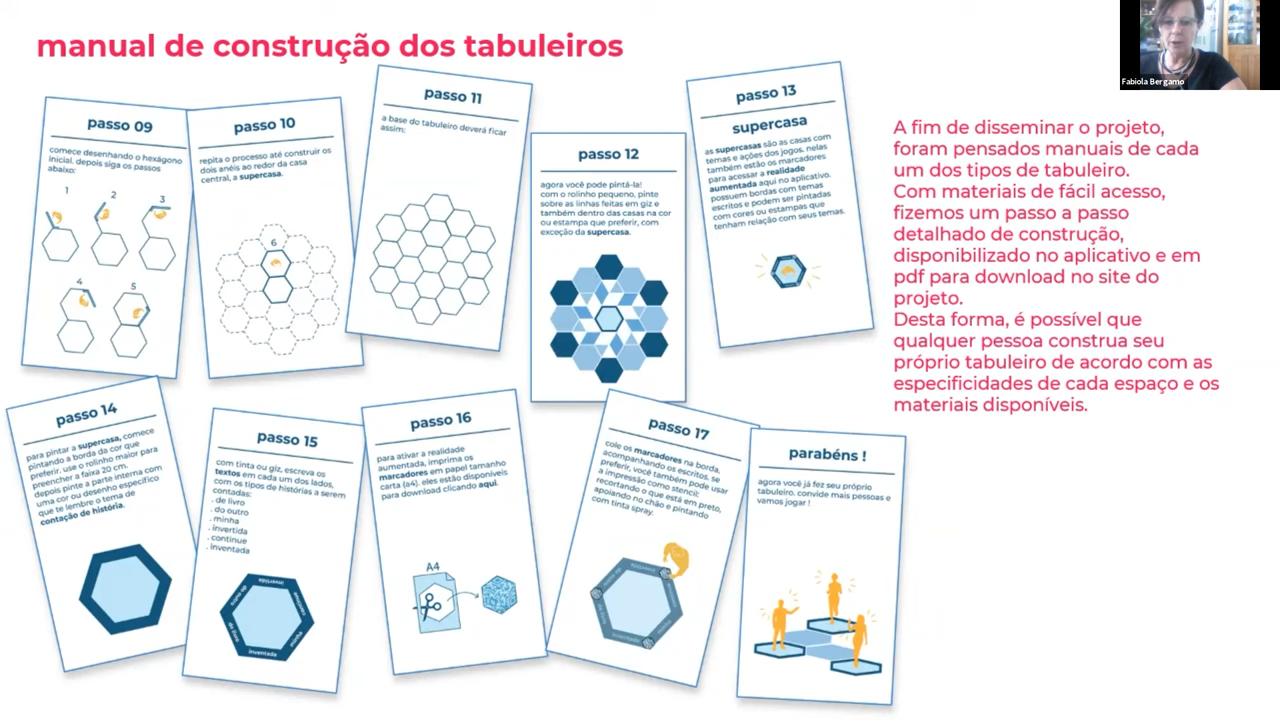 manual de construção dos tabuleiros
Fabiola Bergamo
passo 09
comece desenhando o hexágono
inicial. depois siga os passos
abaixo:
1
2
3
4
5
passo 10
repita o processo até construir os
dois anéis ao redor da casa
central, a supercasa.
6
passo 11
a base do tabuleiro deverá ficar
assim:
passo 12
agora você pode pintá-la!
com o rolinho pequeno, pinte
sobre as linhas feitas em giz e
também dentro das casas na cor
ou estampa que preferir, com
exceção da supercasa.
passo 13
supercasa
as supercasas são as casas com
temas e ações dos jogos. nelas
também estão os marcadores
para acessar a realidade
aumentada aqui no aplicativo.
possuem bordas com temas
escritos e podem ser pintadas
com cores ou estampas que
tenham relação com seus temas.
A fim de disseminar o projeto,
foram pensados manuais de cada
um dos tipos de tabuleiro.
Com materiais de fácil acesso,
fizemos um passo a passo
detalhado de construção,
disponibilizado no aplicativo e em
pdf para download no site do
projeto.
Desta forma, é possível que
qualquer pessoa construa seu
próprio tabuleiro de acordo com as
especificidades de cada espaço e os
materiais disponíveis.
passo 14
para pintar a supercasa, comece
pintando a borda da cor que
preferir. use o rolinho maior para
preencher a faixa 20 cm.
depois pinte a parte interna com
uma cor ou desenho específico
que te lembre o tema de
contação de história.
passo 15
com tinta ou giz, escreva os
textos em cada um dos lados,
com os tipos de histórias a serem
contadas:
. de livro
. do outro
. minha
. invertida
. continue
. inventada
invertida
continue
minha
inventada
de livro
do outro
passo 16
para ativar a realidade
aumentada, imprima os
marcadores em papel tamanho
carta (a4). eles estão disponíveis
para download clicando aqui.
A4
passo 17
cole os marcadores na borda,
acompanhando os escritos. se
preferir, você também pode usar
a impressão como stencil:
recortando o que está em preto,
apoiando no chão e pintando
com tinta spray.
invertida
inventada
parabéns !
agora você já fez seu próprio
tabuleiro. convide mais pessoas e
vamos jogar !